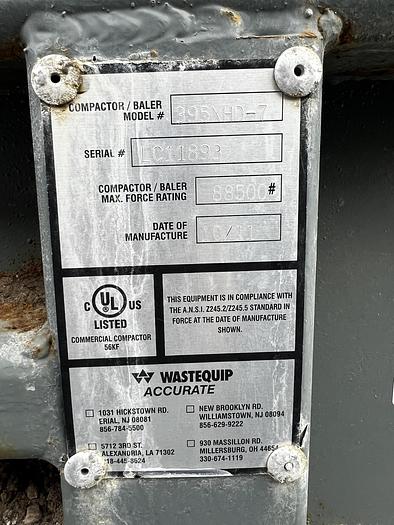 COMPACTOR / BALER
MODEL # 395XHD-7
SERIAL # LC11893
COMPACTOR / BALER
MAX. FORCE RATING 88500#
DATE OF
MANUFACTURE
C UL US
LISTED
COMMERCIAL COMPACTOR
56KF
THIS EQUIPMENT IS IN COMPLIANCE WITH
THE A.N.S.I. Z245.2/Z245.5 STANDARD IN
FORCE AT THE DATE OF MANUFACTURE
SHOWN.
WASTEQUIP
ACCURATE
1031 HICKSTOWN RD.
ERIAL, NJ 08081
856-784-5500
NEW BROOKLYN RD.
WILLIAMSTOWN, NJ 08094
856-629-9222
5712 3RD ST.
ALEXANDRIA, LA 71302
318-445-8624
930 MASSILLON RD.
MILLERSBURG, OH 44654
330-674-1119